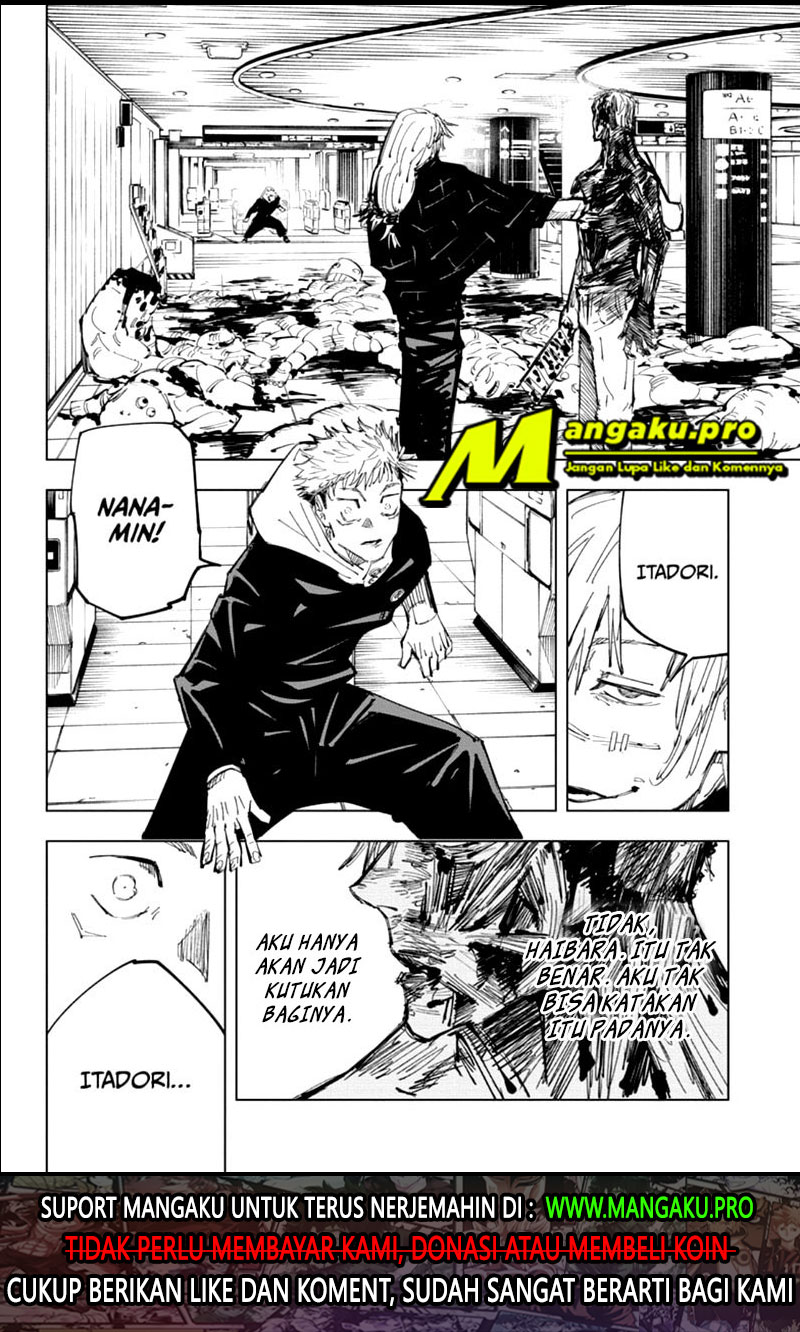 Mangaku.pro
Jangan Lupa Like dan Komennya
NANA-
MIN!
ITADORI.
TIDAK,
HAIBARA. ITU TAK
BENAR. AKU TAK
BISA KATAKAN
ITU PADANYA.
AKU HANYA
AKAN JADI
KUTUKAN
BAGINYA.
ITADORI...
SUPORT MANGAKU UNTUK TERUS NERJEMAHIN DI : WWW.MANGAKU.PRO
TIDAK PERLU MEMBAYAR KAMI, DONASI ATAU MEMBELI KOIN
CUKUP BERIKAN LIKE DAN KOMENT, SUDAH SANGAT BERARTI BAGI KAMI